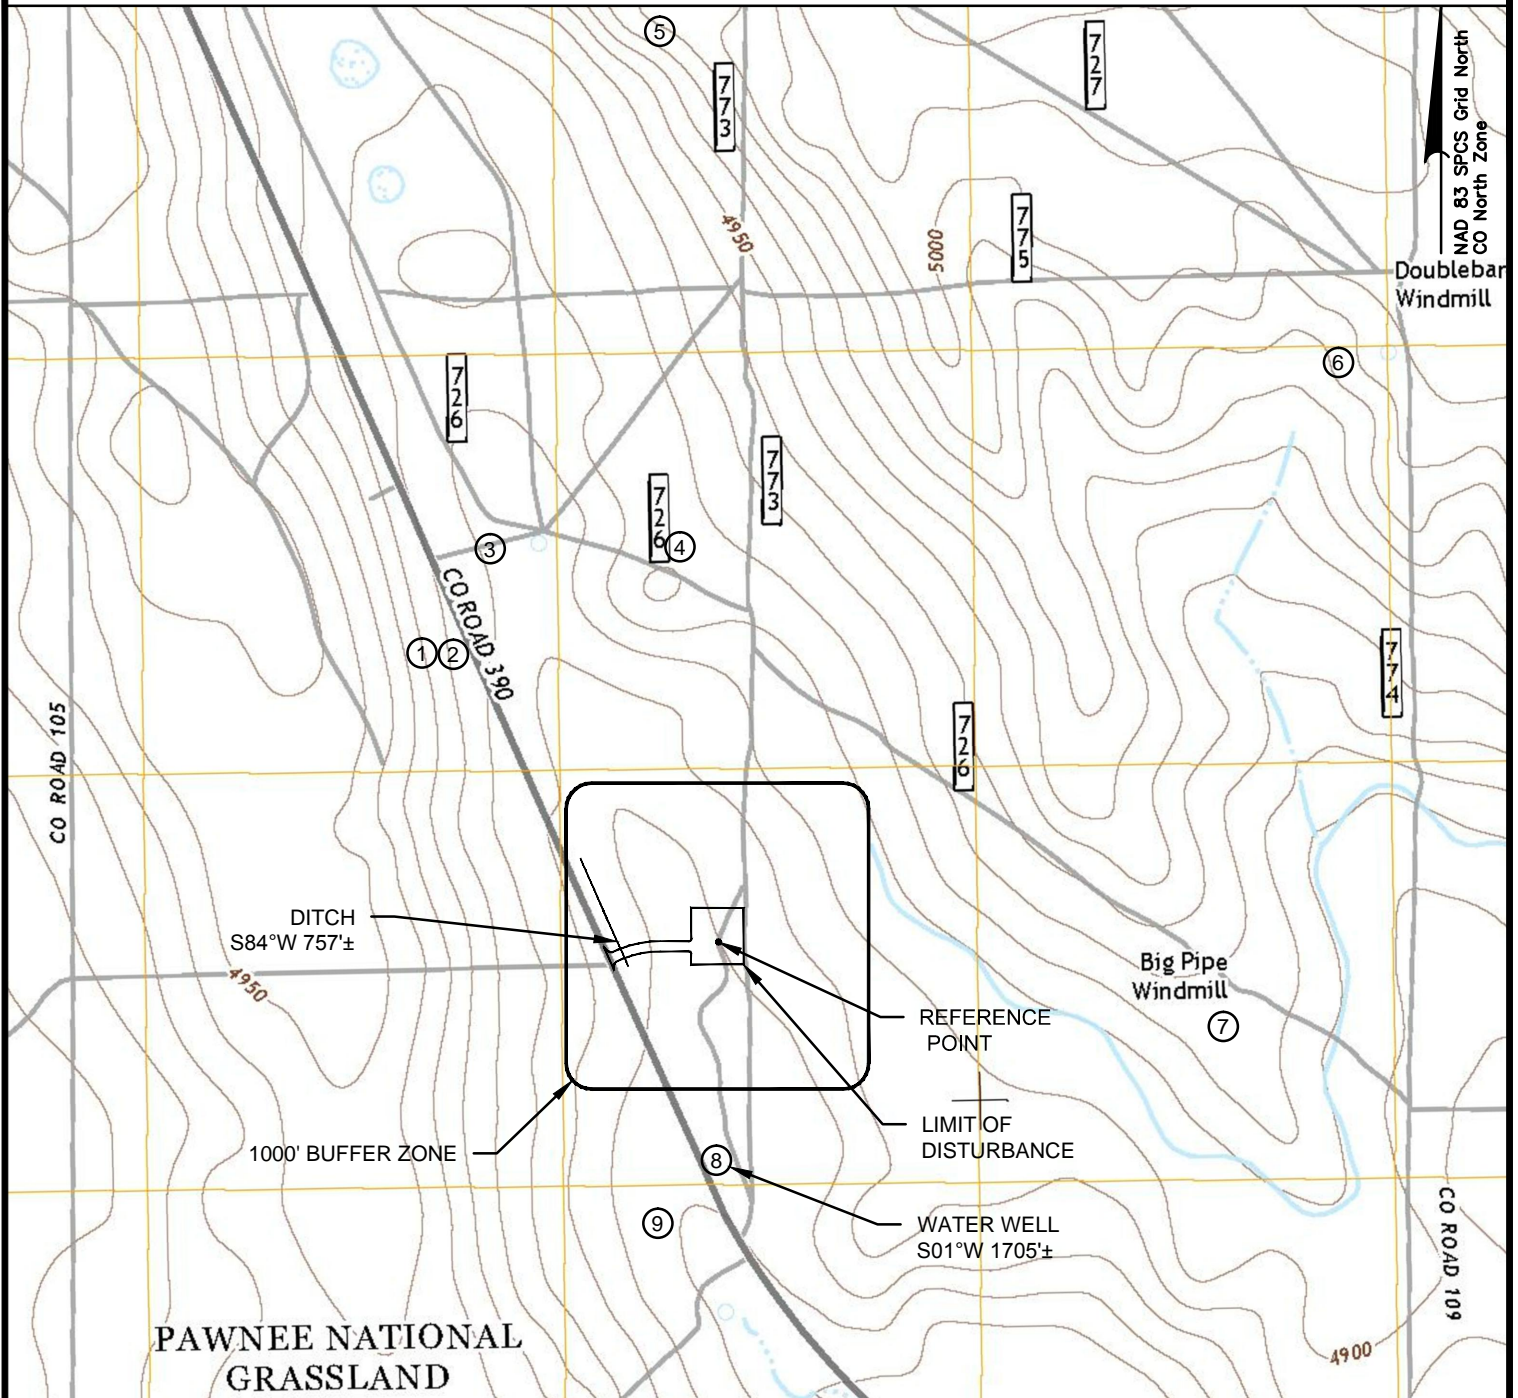 5
773
727
NAD 83 SPCS Grid North
CO North Zone
4950
5000
775
Doublebar
Windmill
6
726
773
726
4
3
CO ROAD 390
1
2
774
CO ROAD 105
726
DITCH
S84°W 757'±
4950
Big Pipe
Windmill
7
REFERENCE
POINT
LIMIT OF
DISTURBANCE
1000' BUFFER ZONE
8
9
WATER WELL
S01°W 1705'±
CO ROAD 109
PAWNEE NATIONAL
GRASSLAND
4900